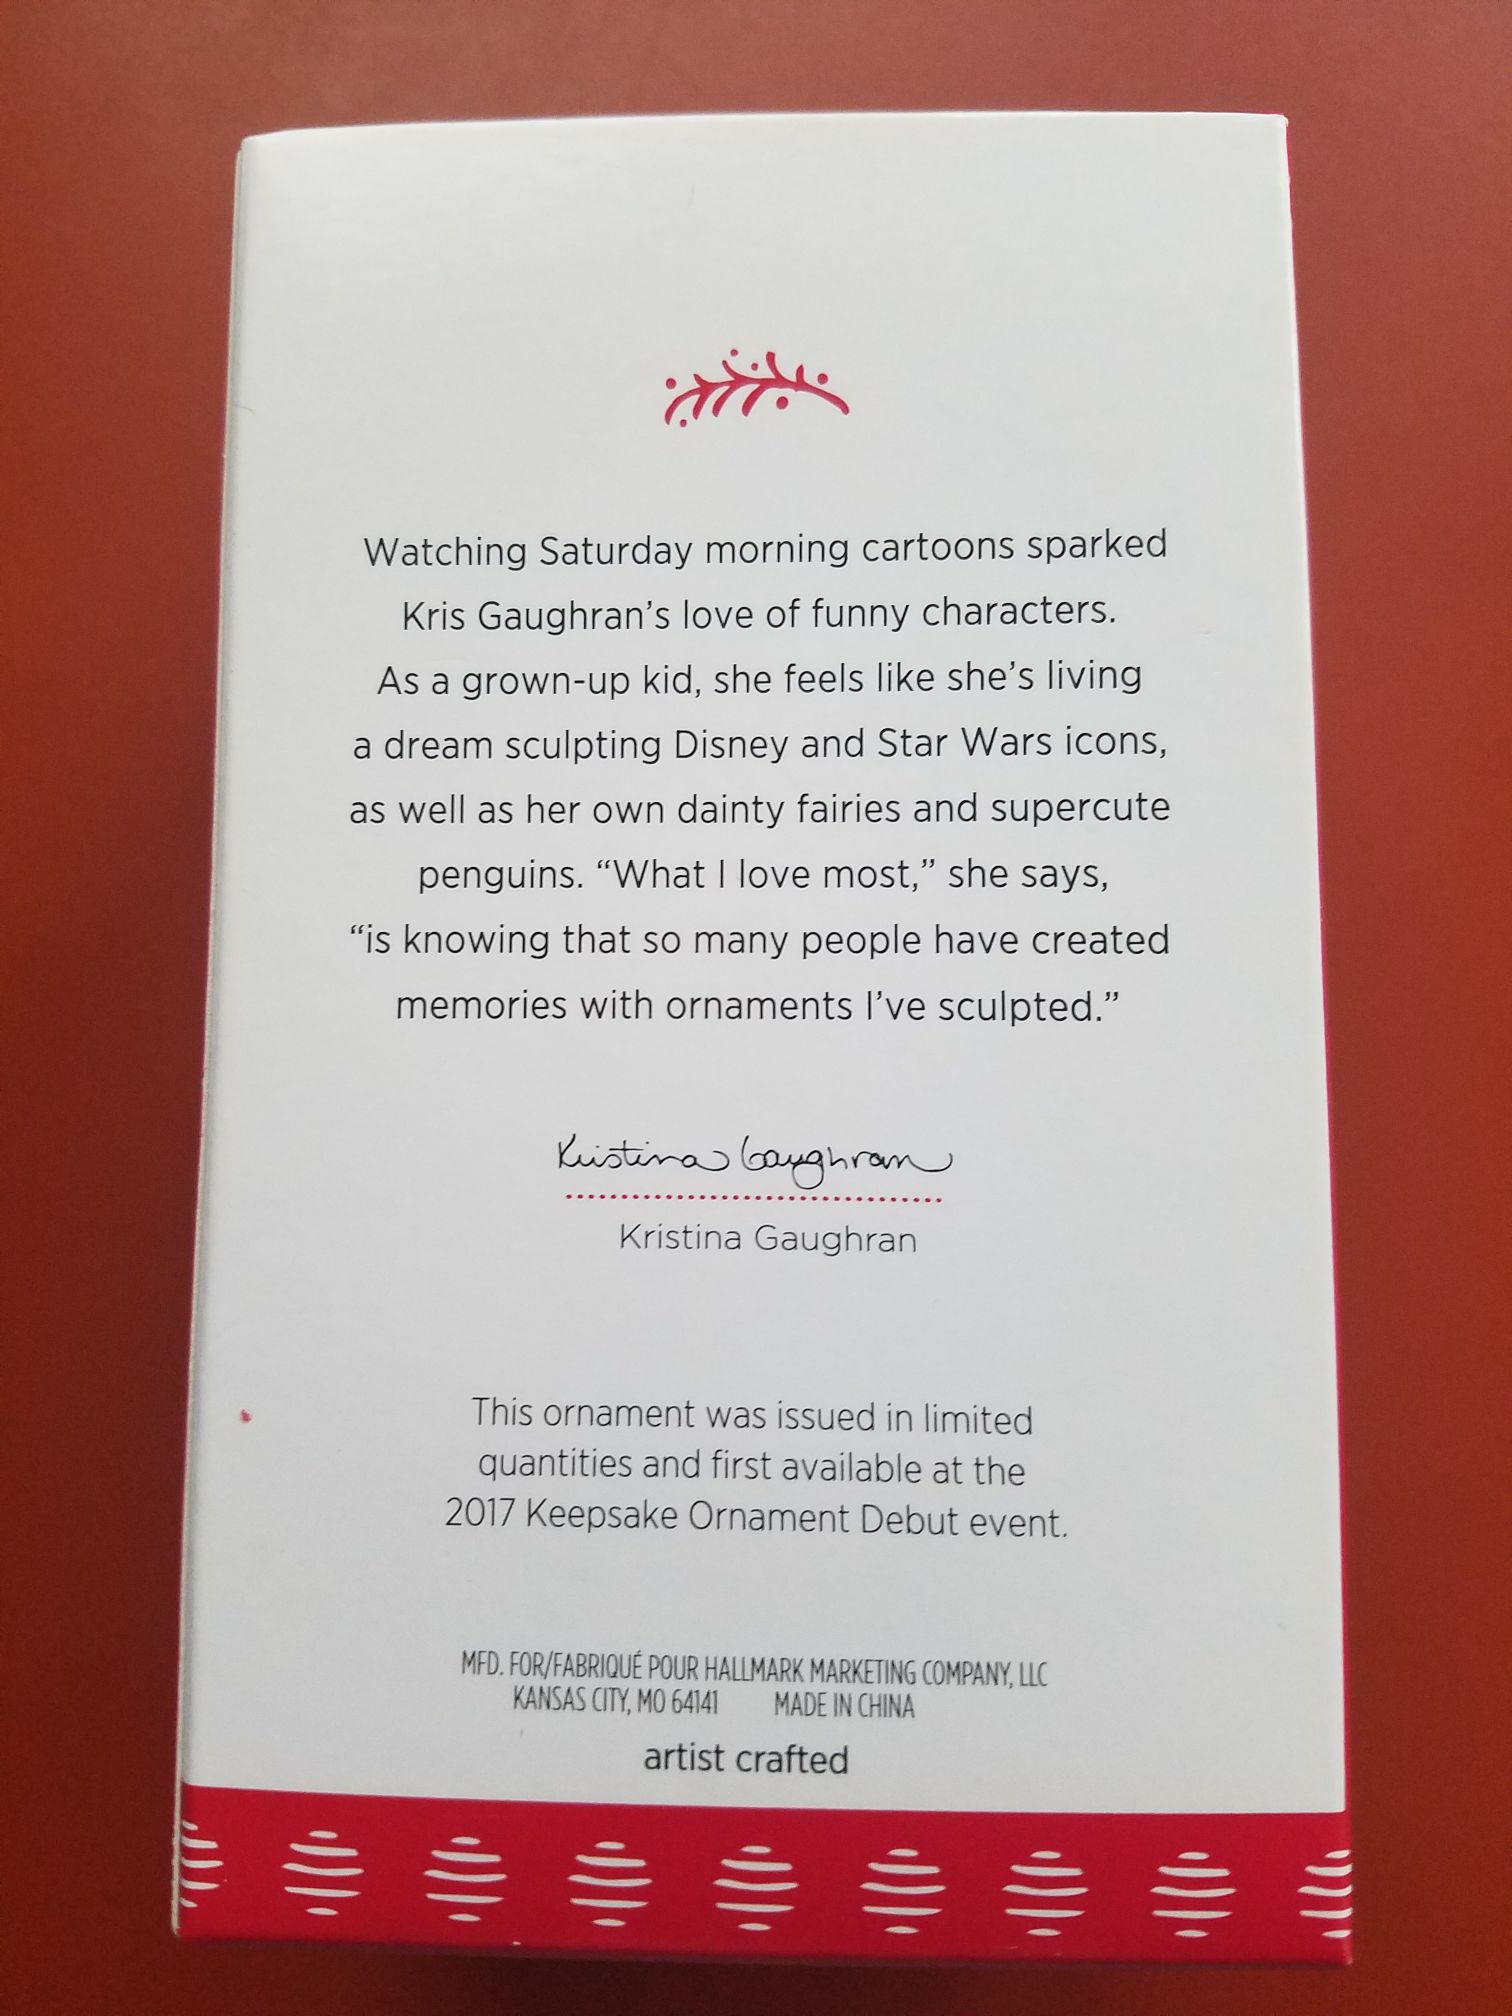 Watching Saturday morning cartoons sparked
Kris Gaughran’s love of funny characters.
As a grown-up kid, she feels like she’s living
a dream sculpting Disney and Star Wars icons,
as well as her own dainty fairies and supercute
penguins. “What I love most,” she says,
“is knowing that so many people have created
memories with ornaments I’ve sculpted.”
Kristina Gaughran
Kristina Gaughran
This ornament was issued in limited
quantities and first available at the
2017 Keepsake Ornament Debut event.
MFD. FOR/FABRIQUÉ POUR HALLMARK MARKETING COMPANY, LLC
KANSAS CITY, MO 64141 MADE IN CHINA
artist crafted